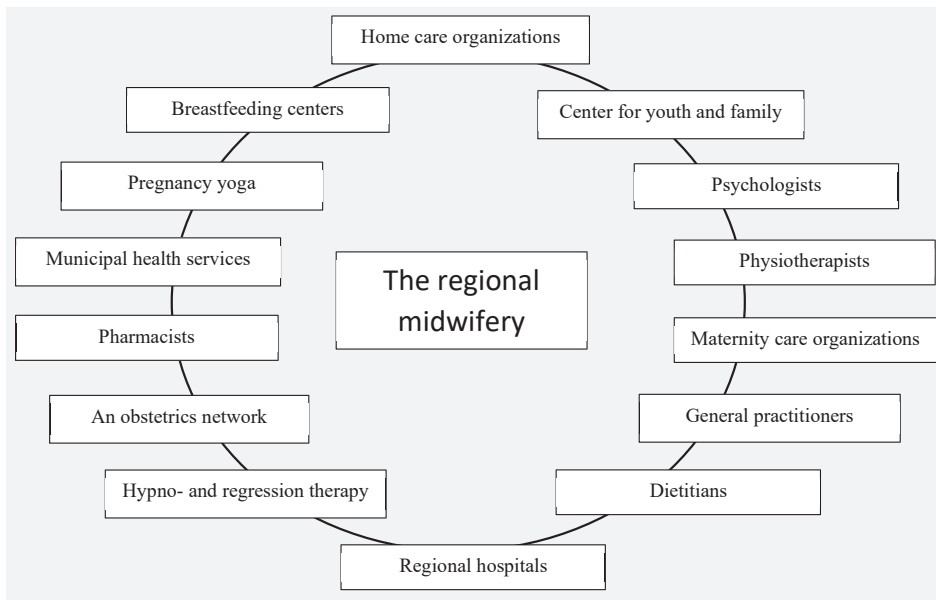 Home care organizations
Breastfeeding centers
Center for youth and family
Pregnancy yoga
Psychologists
Municipal health services
Physiotherapists
The regional
midwifery
Pharmacists
Maternity care organizations
An obstetrics network
General practitioners
Hypno- and regression therapy
Dietitians
Regional hospitals